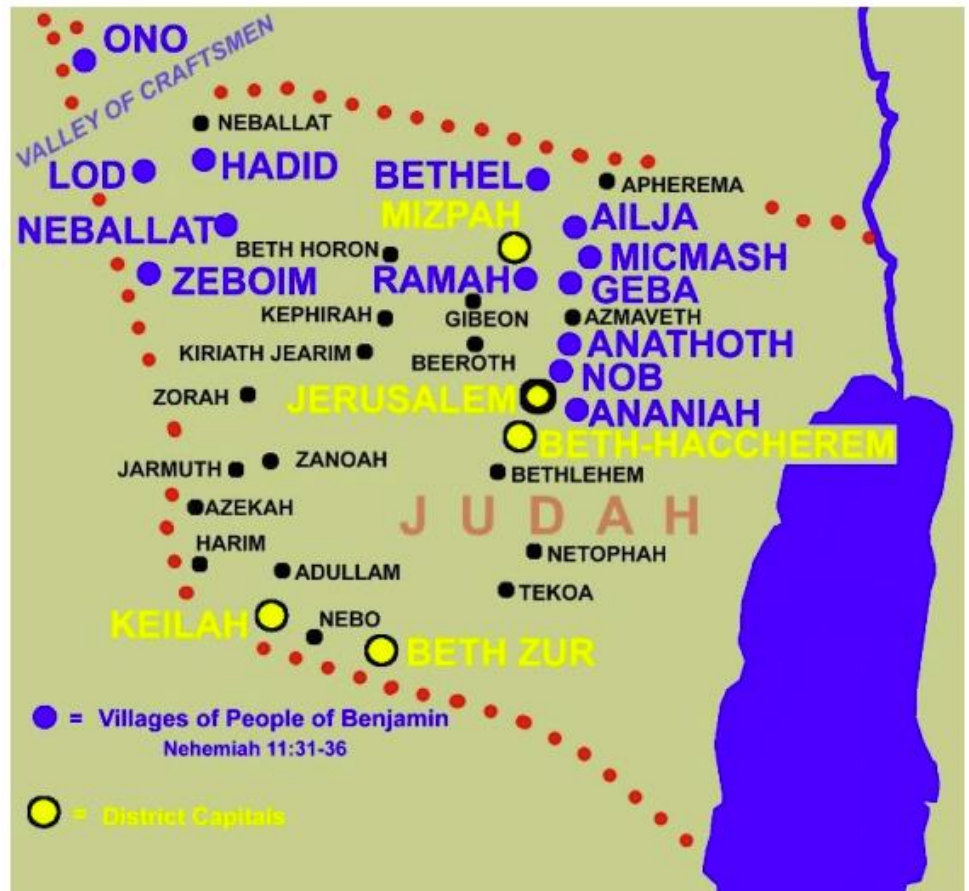 ONO
VALLEY OF CRAFTSMEN
NEBALLAT
LOD
HADID
BETHEL
APHEREMA
MIZPAH
AILJA
NEBALLAT
BETH HORON
MICMASH
ZEBOIM
RAMAH
GEBA
KEPHIRAH
GIBEON
AZMAVETH
KIRIATH JEARIM
BEEROTH
ANATHOTH
NOB
ZORAH
JERUSALEM
ANANIAH
BETH-HACCHEREM
JARMUTH
ZANOAH
BETHLEHEM
AZEKAH
JUDAH
HARIM
NETOPHAH
ADULLAM
TEKOA
KEILAH
NEBO
BETH ZUR
= Villages of People of Benjamin
Nehemiah 11:31-36
= District Capitals